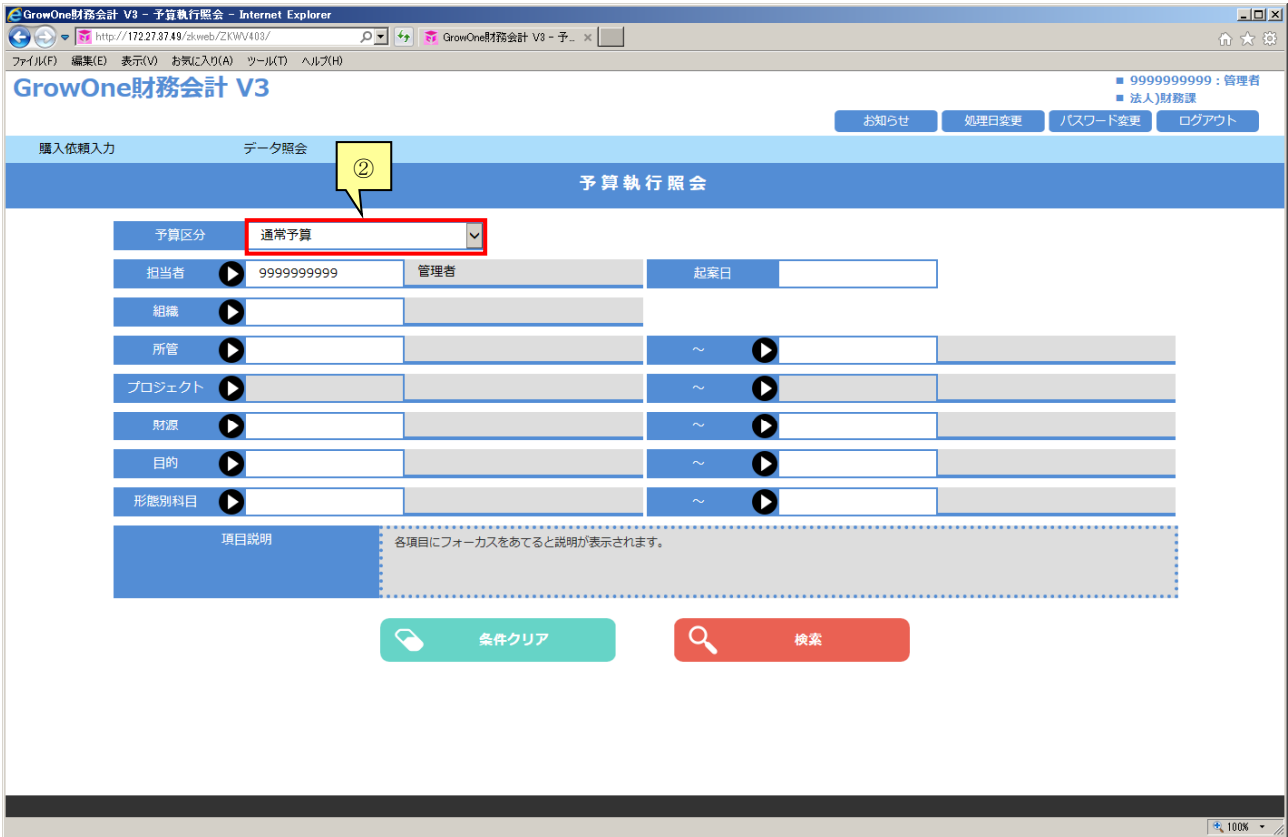 GrowOne財務会計 V3 - 予算執行照会 - Internet Explorer
http://172.27.37.49/zkweb/ZKWV403/
GrowOne財務会計 V3 - 予...
ファイル(F) 編集(E) 表示(V) お気に入り(A) ツール(T) ヘルプ(H)
GrowOne財務会計 V3
■ 9999999999：管理者
■ 法人)財務課
お知らせ 処理日変更 パスワード変更 ログアウト
購入依頼入力 データ照会
②
予算執行照会
予算区分 通常予算
担当者 9999999999 管理者 起案日
組織
所管 ～
プロジェクト ～
財源 ～
目的 ～
形態別科目 ～
項目説明 各項目にフォーカスをあてると説明が表示されます。
条件クリア 検索
100%